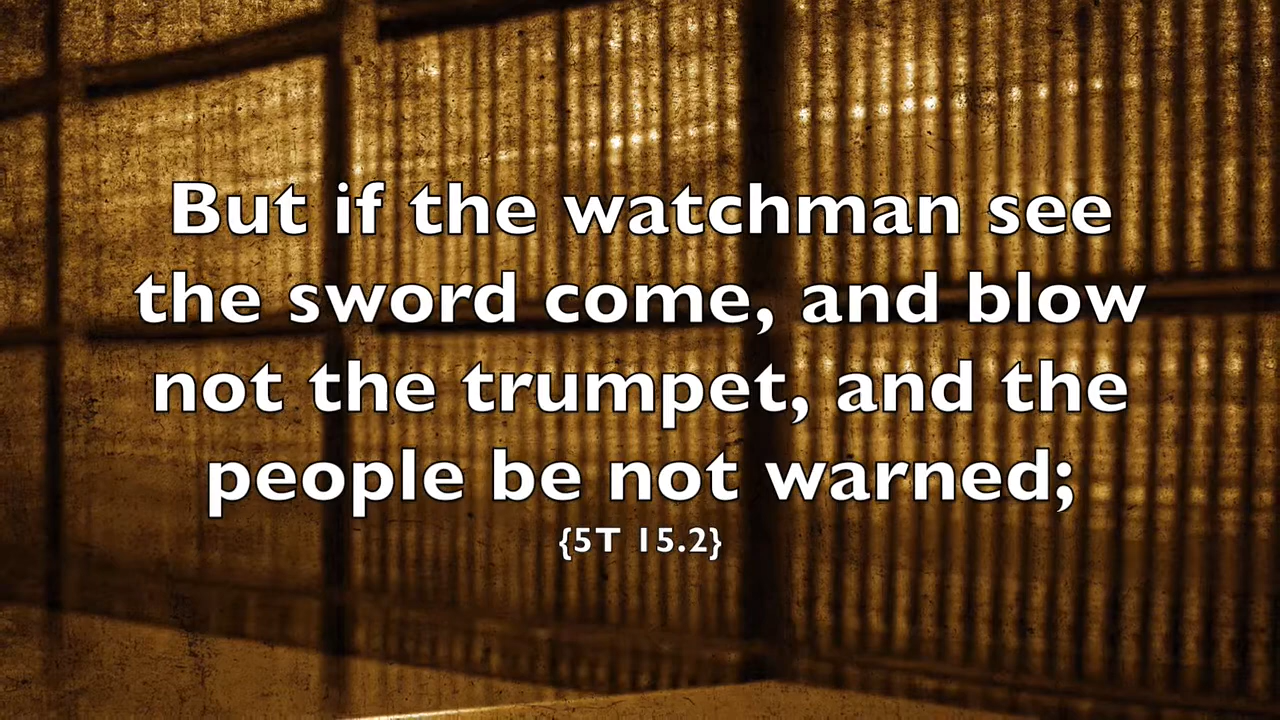 But if the watchman see
the sword come, and blow
not the trumpet, and the
people be not warned;
{5T 15.2}